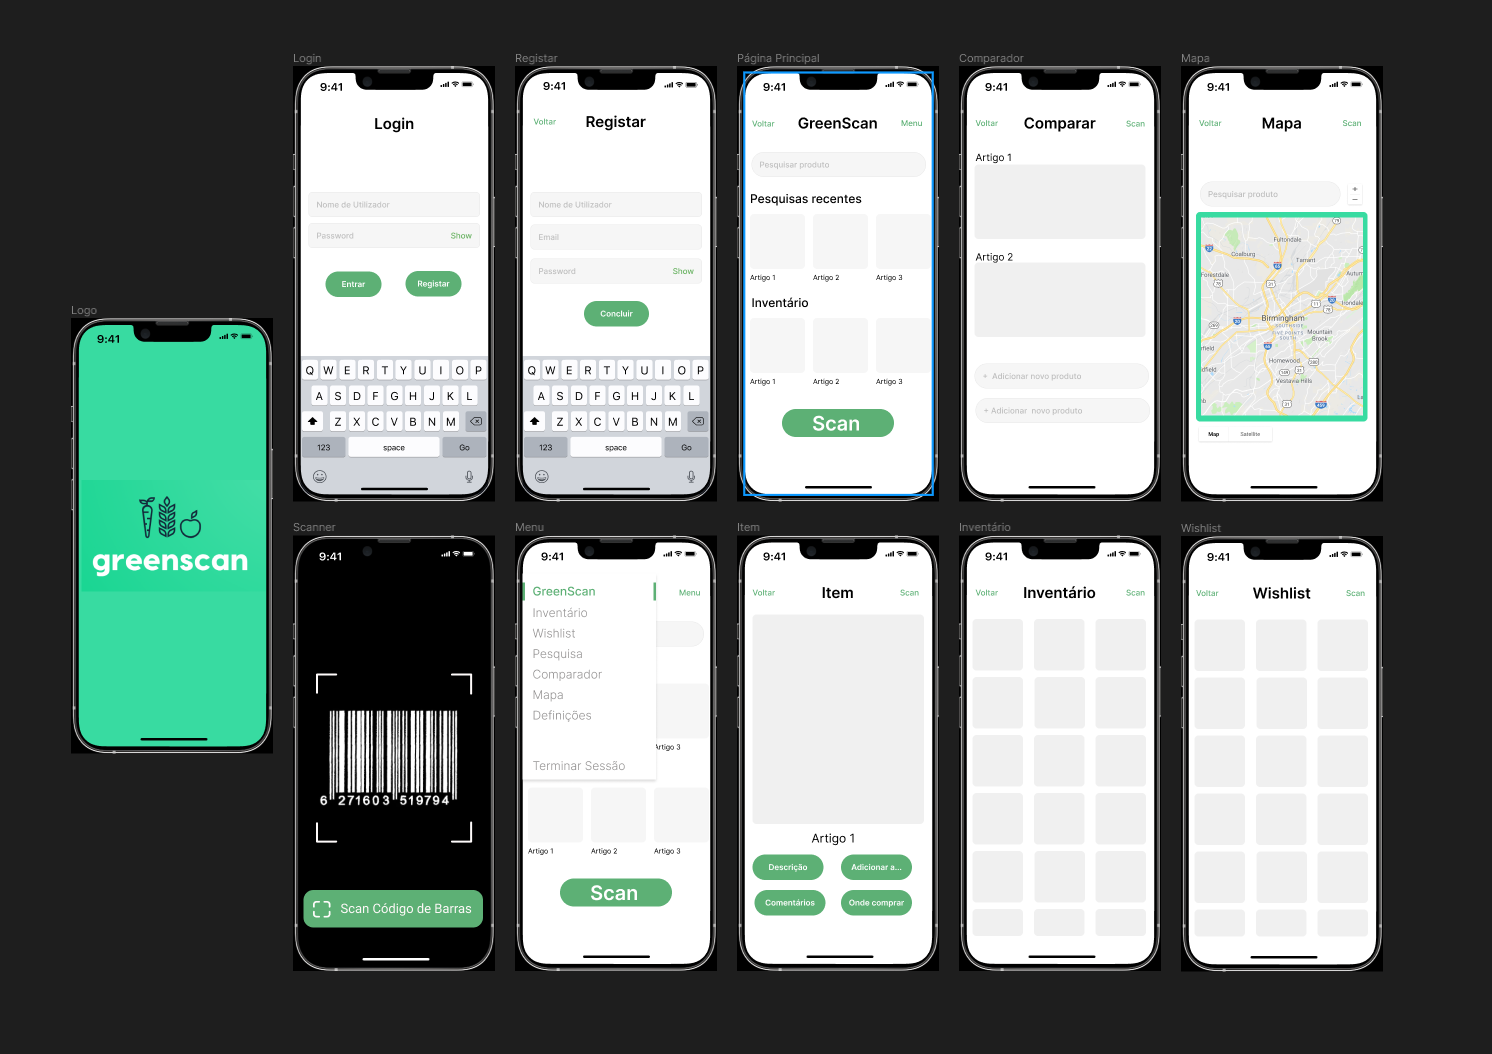 Logo
9:41
greenscan
Login
9:41
Login
Nome de Utilizador
Password
Show
Entrar
Registar
Q W E R T Y U I O P
A S D F G H J K L
Z X C V B N M
123
space
Go
Registar
9:41
Voltar
Registar
Nome de Utilizador
Email
Password
Show
Concluir
Q W E R T Y U I O P
A S D F G H J K L
Z X C V B N M
123
space
Go
Página Principal
9:41
Voltar
GreenScan
Menu
Pesquisar produto
Pesquisas recentes
Artigo 1
Artigo 2
Artigo 3
Inventário
Artigo 1
Artigo 2
Artigo 3
Scan
Comparador
9:41
Voltar
Comparar
Scan
Artigo 1
Artigo 2
+ Adicionar novo produto
+ Adicionar novo produto
Mapa
9:41
Voltar
Mapa
Scan
Pesquisar produto
+
−
Fultondale
Coalburg
Tarrant
Forestdale
Autum
Irondale
Birmingham
SOUTHSIDE
FIVE POINTS
SOUTH
Mountain
Brook
rfield
Homewood
dfield
Vestavia Hills
Map
Satellite
Scanner
9:41
6 271603 519794
Scan Código de Barras
Menu
9:41
GreenScan
Menu
Inventário
Wishlist
Pesquisa
Comparador
Mapa
Definições
Artigo 3
Terminar Sessão
Artigo 1
Artigo 2
Artigo 3
Scan
Item
9:41
Voltar
Item
Scan
Artigo 1
Descrição
Adicionar a...
Comentários
Onde comprar
Inventário
9:41
Voltar
Inventário
Scan
Wishlist
9:41
Voltar
Wishlist
Scan